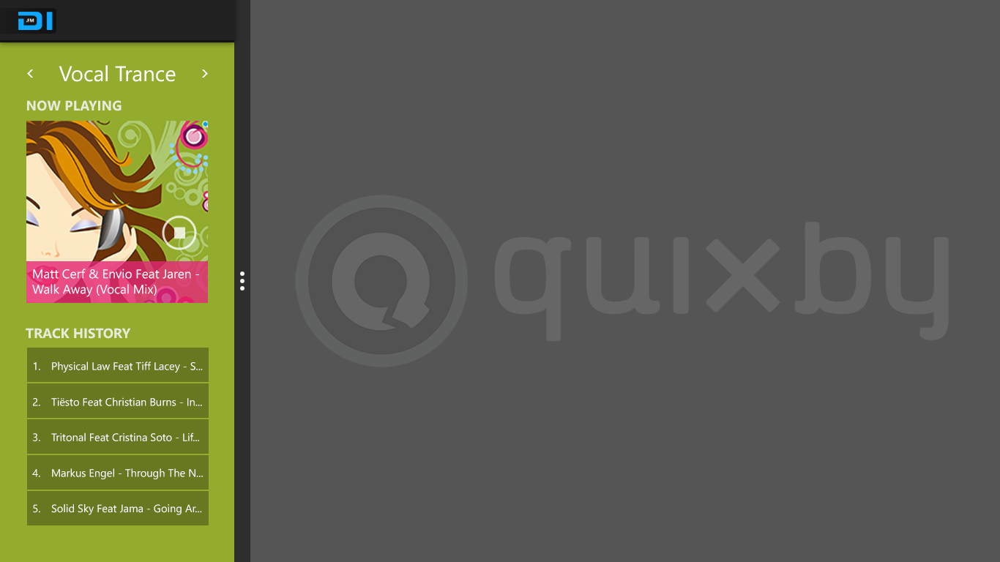 DI
.FM
< Vocal Trance >
NOW PLAYING
Matt Cerf & Envio Feat Jaren -
Walk Away (Vocal Mix)
TRACK HISTORY
1. Physical Law Feat Tiff Lacey - S...
2. Tiësto Feat Christian Burns - In...
3. Tritonal Feat Cristina Soto - Lif...
4. Markus Engel - Through The N...
5. Solid Sky Feat Jama - Going Ar...
quixby